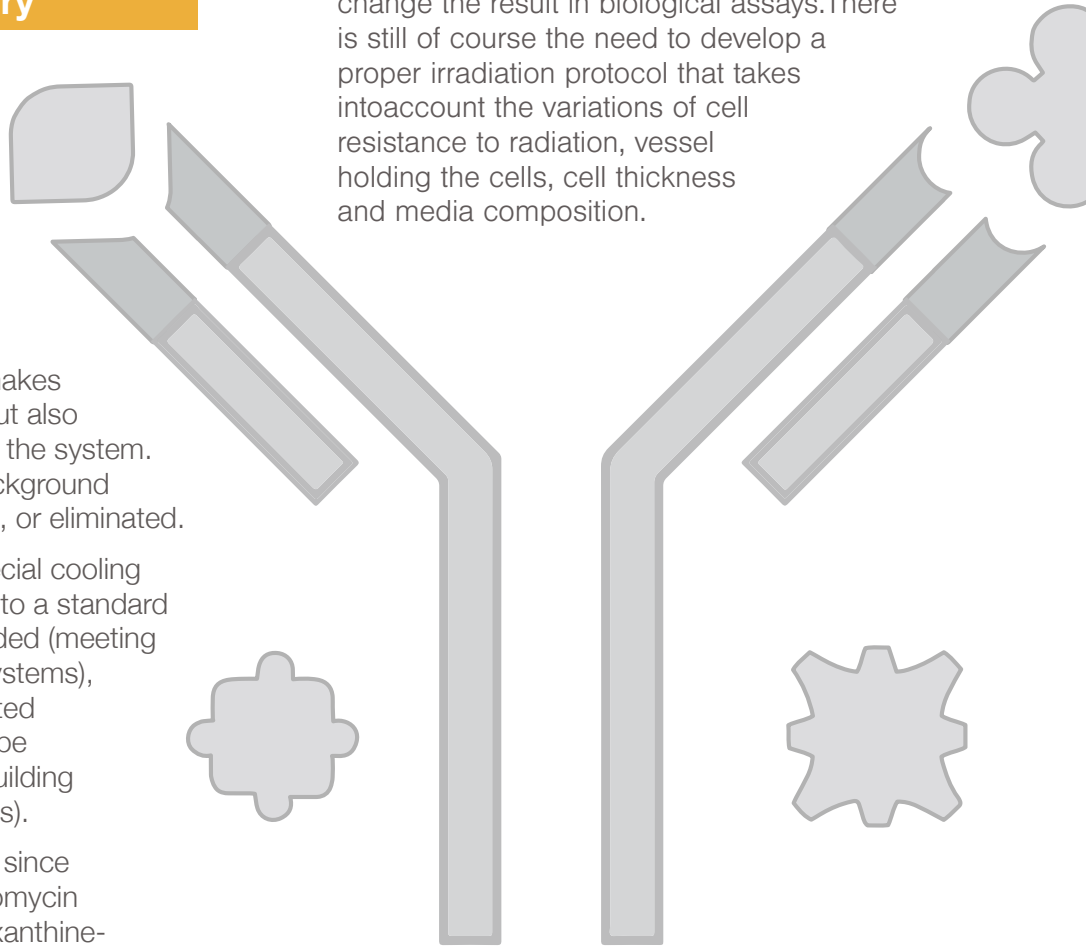 ry
akes
ut also
the system.
ckground
, or eliminated.
ecial cooling
to a standard
ded (meeting
ystems),
ted
be
uilding
s).
since
omycin
xanthine-
change the result in biological assays.There
is still of course the need to develop a
proper irradiation protocol that takes
intoaccount the variations of cell
resistance to radiation, vessel
holding the cells, cell thickness
and media composition.